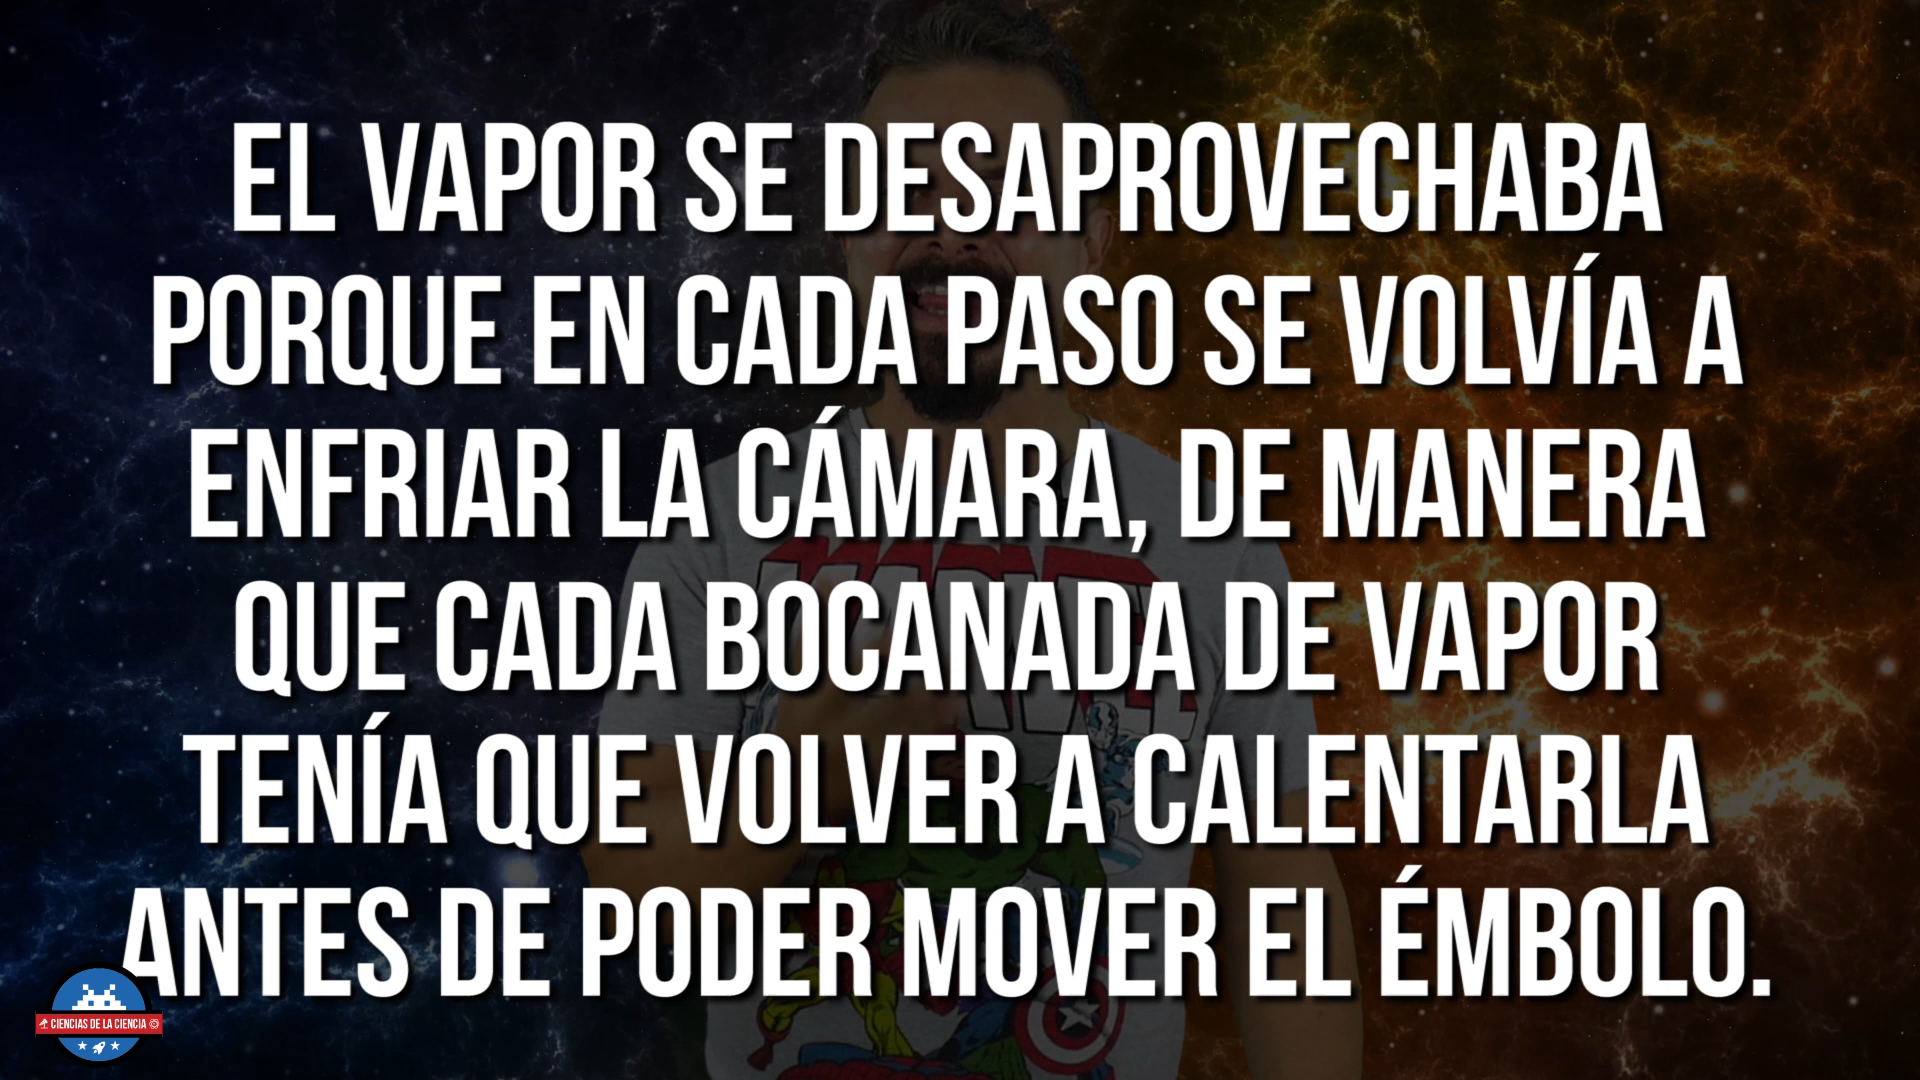 EL VAPOR SE DESAPROVECHABA
PORQUE EN CADA PASO SE VOLVÍA A
ENFRIAR LA CÁMARA, DE MANERA
QUE CADA BOCANADA DE VAPOR
TENÍA QUE VOLVER A CALENTARLA
ANTES DE PODER MOVER EL ÉMBOLO.
CIENCIAS DE LA CIENCIA
MARVEL